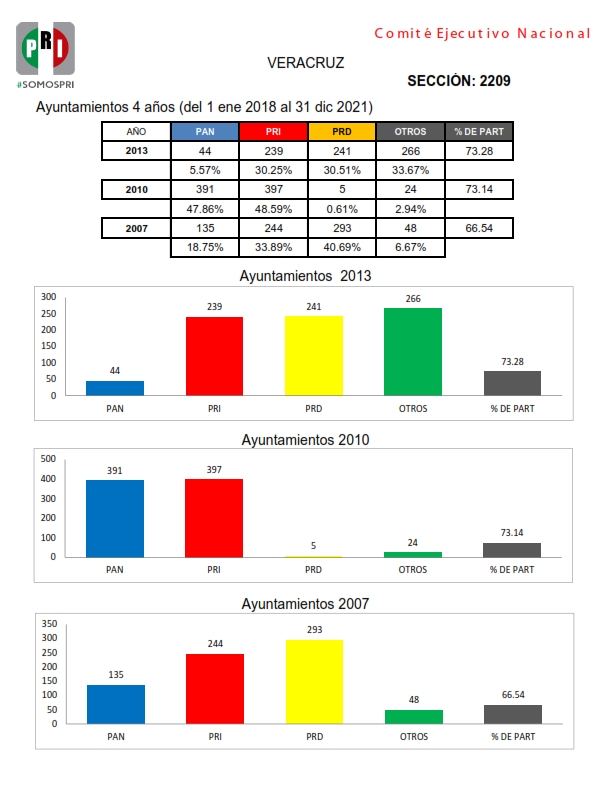 Comité Ejecutivo Nacional
PRI
#SOMOSPRI
VERACRUZ
SECCIÓN: 2209
Ayuntamientos 4 años (del 1 ene 2018 al 31 dic 2021)
AÑO PAN PRI PRD OTROS % DE PART
2013 44 239 241 266 73.28
5.57% 30.25% 30.51% 33.67%
2010 391 397 5 24 73.14
47.86% 48.59% 0.61% 2.94%
2007 135 244 293 48 66.54
18.75% 33.89% 40.69% 6.67%
Ayuntamientos 2013
300
250
200
150
100
50
0
44 239 241 266 73.28
PAN PRI PRD OTROS % DE PART
Ayuntamientos 2010
500
400
300
200
100
0
391 397 5 24 73.14
PAN PRI PRD OTROS % DE PART
Ayuntamientos 2007
350
300
250
200
150
100
50
0
135 244 293 48 66.54
PAN PRI PRD OTROS % DE PART